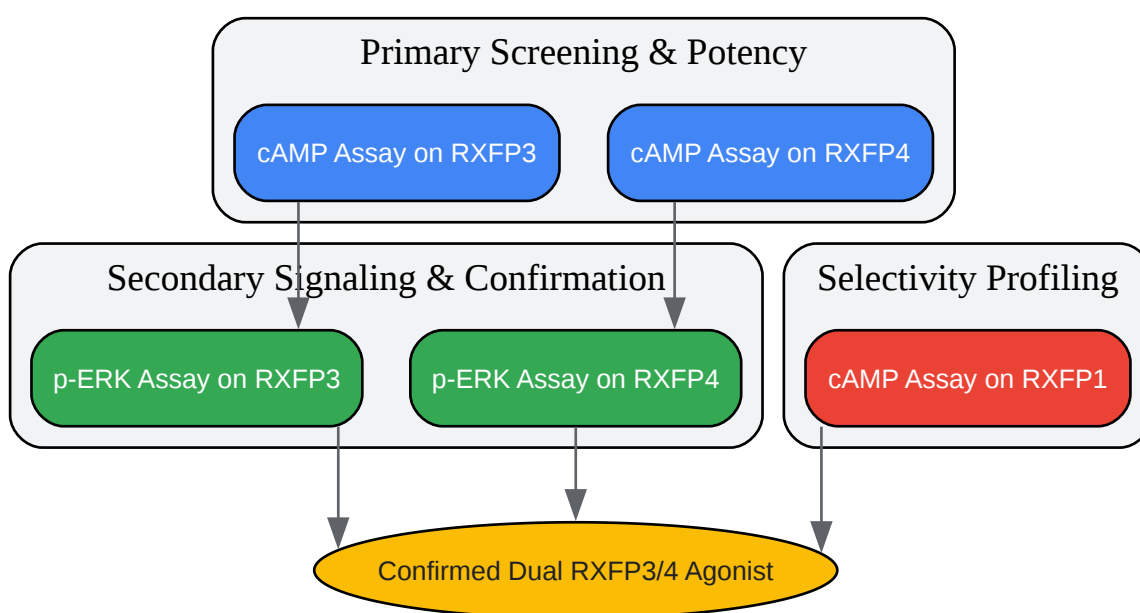 Primary Screening & Potency
cAMP Assay on RXFP3
cAMP Assay on RXFP4
Secondary Signaling & Confirmation
Selectivity Profiling
p-ERK Assay on RXFP3
p-ERK Assay on RXFP4
cAMP Assay on RXFP1
Confirmed Dual RXFP3/4 Agonist